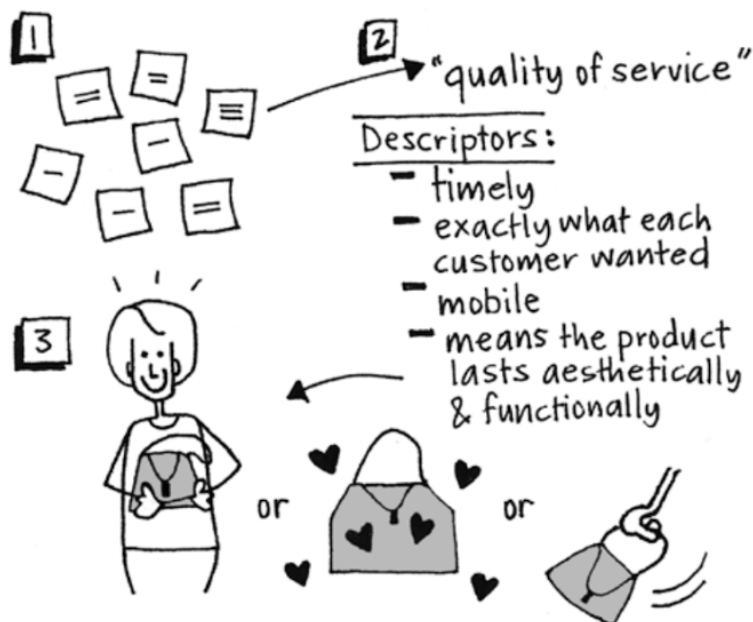 1
2
"quality of service"
Descriptors:
- timely
- exactly what each
customer wanted
- mobile
- means the product
lasts aesthetically
& functionally
3
or
or